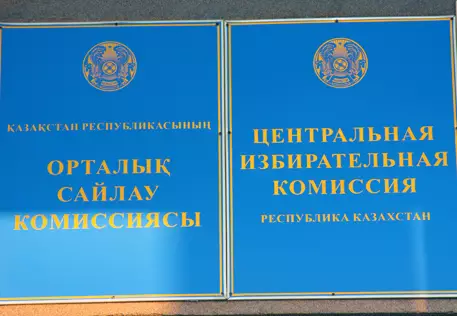 ҚАЗАҚСТАН РЕСПУБЛИКАСЫНЫҢ
ОРТАЛЫҚ
САЙЛАУ
КОМИССИЯСЫ
ЦЕНТРАЛЬНАЯ
ИЗБИРАТЕЛЬНАЯ
КОМИССИЯ
РЕСПУБЛИКА КАЗАХСТАН